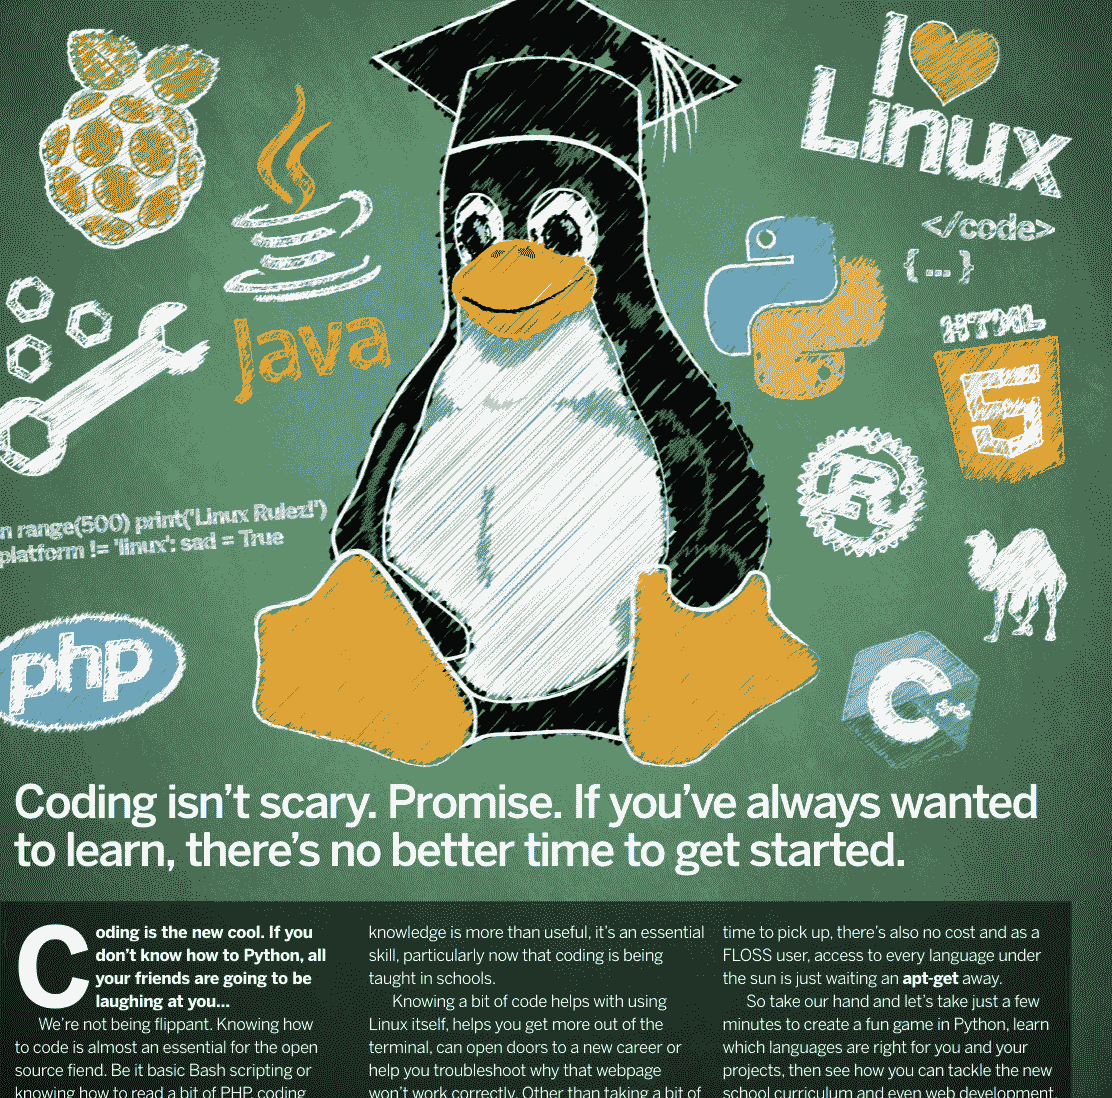 I
Linux
</code>
{ ... }
HTML
5
Java
R
n range(500) print('Linux Rulez!')
platform != 'linux': sad = True
php
C++
Coding isn't scary. Promise. If you've always wanted
to learn, there's no better time to get started.
Coding is the new cool. If you
don't know how to Python, all
your friends are going to be
laughing at you...
We're not being flippant. Knowing how
to code is almost an essential for the open
source fiend. Be it basic Bash scripting or
knowing how to read a bit of PHP, coding
knowledge is more than useful, it's an essential
skill, particularly now that coding is being
taught in schools.
Knowing a bit of code helps with using
Linux itself, helps you get more out of the
terminal, can open doors to a new career or
help you troubleshoot why that webpage
won't work correctly. Other than taking a bit of
time to pick up, there's also no cost and as a
FLOSS user, access to every language under
the sun is just waiting an apt-get away.
So take our hand and let's take just a few
minutes to create a fun game in Python, learn
which languages are right for you and your
projects, then see how you can tackle the new
school curriculum and even web development.